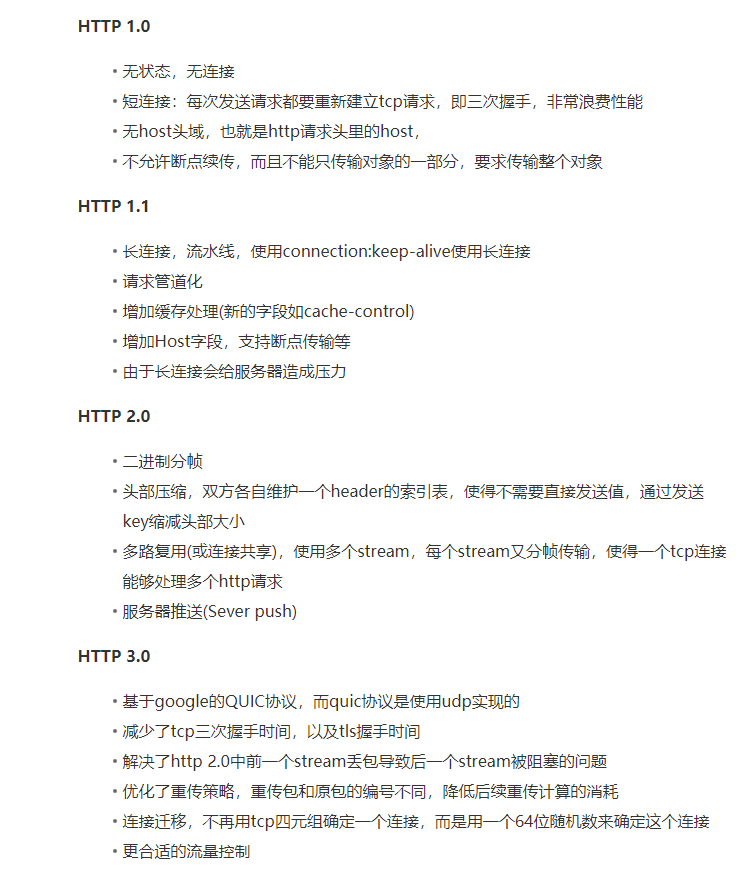 HTTP 1.0
• 无状态，无连接
• 短连接：每次发送请求都要重新建立tcp请求，即三次握手，非常浪费性能
• 无host头域，也就是http请求头里的host，
• 不允许断点续传，而且不能只传输对象的一部分，要求传输整个对象
HTTP 1.1
• 长连接，流水线，使用connection:keep-alive使用长连接
• 请求管道化
• 增加缓存处理(新的字段如cache-control)
• 增加Host字段，支持断点传输等
• 由于长连接会给服务器造成压力
HTTP 2.0
• 二进制分帧
• 头部压缩，双方各自维护一个header的索引表，使得不需要直接发送值，通过发送
key缩减头部大小
• 多路复用(或连接共享)，使用多个stream，每个stream又分帧传输，使得一个tcp连接
能够处理多个http请求
• 服务器推送(Sever push)
HTTP 3.0
• 基于google的QUIC协议，而quic协议是使用udp实现的
• 减少了tcp三次握手时间，以及tls握手时间
• 解决了http 2.0中前一个stream丢包导致后一个stream被阻塞的问题
• 优化了重传策略，重传包和原包的编号不同，降低后续重传计算的消耗
• 连接迁移，不再用tcp四元组确定一个连接，而是用一个64位随机数来确定这个连接
• 更合适的流量控制